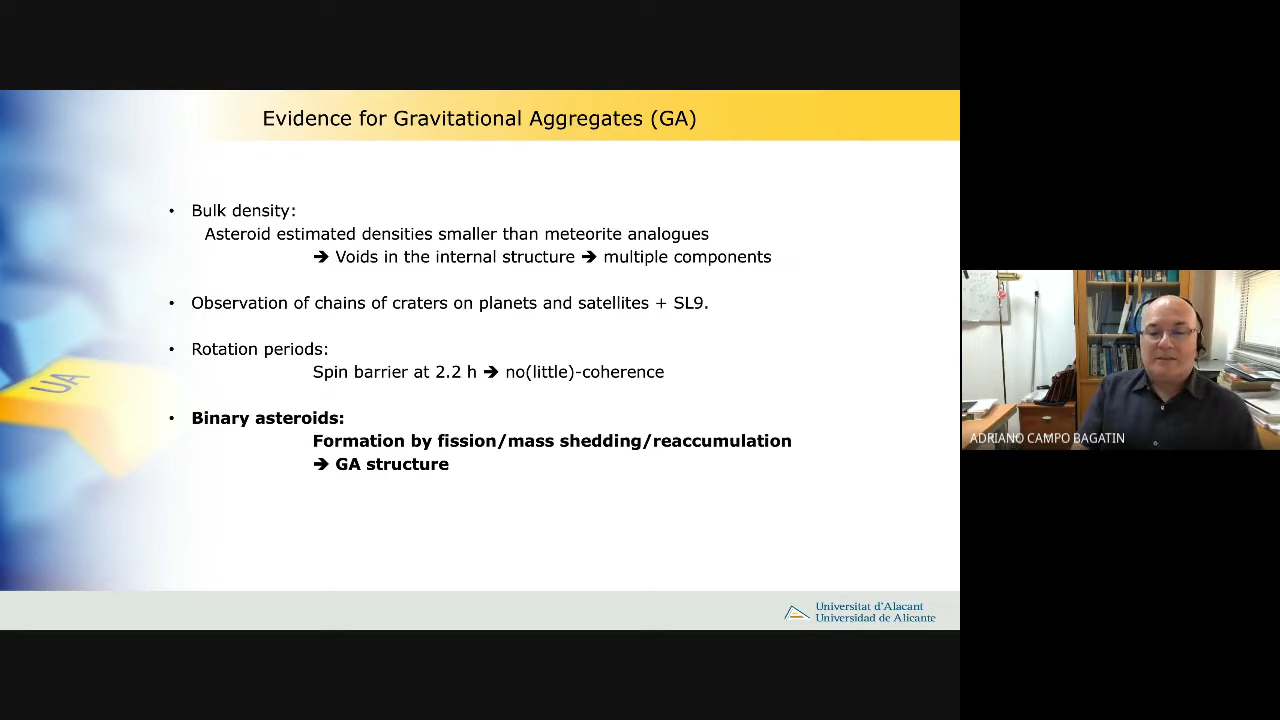 Evidence for Gravitational Aggregates (GA)
• Bulk density:
Asteroid estimated densities smaller than meteorite analogues
➔ Voids in the internal structure ➔ multiple components
• Observation of chains of craters on planets and satellites + SL9.
• Rotation periods:
Spin barrier at 2.2 h ➔ no(little)-coherence
UA
• Binary asteroids:
Formation by fission/mass shedding/reaccumulation
➔ GA structure
ADRIANO CAMPO BAGATIN
Universitat d'Alacant
Universidad de Alicante